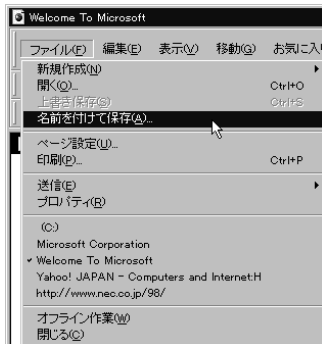 Welcome To Microsoft
ファイル(F) 編集(E) 表示(V) 移動(G) お気に入り
新規作成(N)
開く(O)... Ctrl+O
上書き保存(S) Ctrl+S
名前を付けて保存(A)...
ページ設定(U)...
印刷(P)... Ctrl+P
送信(E)
プロパティ(R)
(C:)
Microsoft Corporation
✓ Welcome To Microsoft
Yahoo! JAPAN - Computers and Internet:H
http://www.nec.co.jp/98/
オフライン作業(W)
閉じる(C)